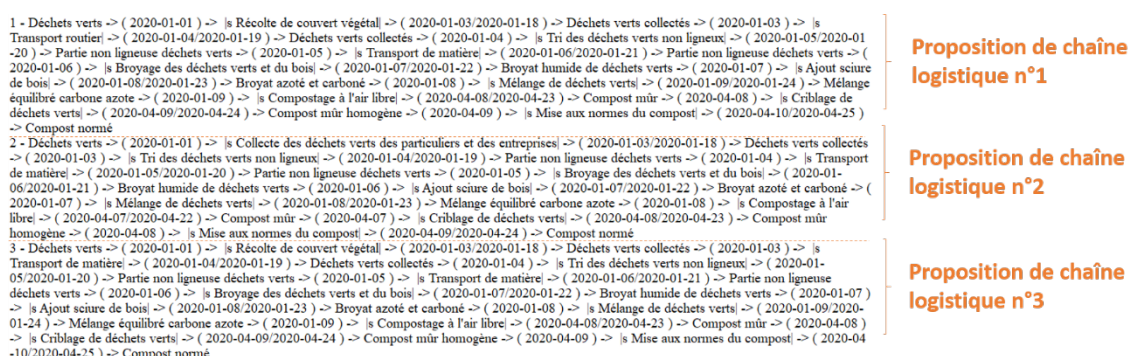 1 - Déchets verts -> ( 2020-01-01 ) -> |s Récolte de couvert végétal| -> ( 2020-01-03/2020-01-18 ) -> Déchets verts collectés -> ( 2020-01-03 ) -> |s
Transport routier| -> ( 2020-01-04/2020-01-19 ) -> Déchets verts collectés -> ( 2020-01-04 ) -> |s Tri des déchets verts non ligneux| -> ( 2020-01-05/2020-01
-20 ) -> Partie non ligneuse déchets verts -> ( 2020-01-05 ) -> |s Transport de matière| -> ( 2020-01-06/2020-01-21 ) -> Partie non ligneuse déchets verts -> (
2020-01-06 ) -> |s Broyage des déchets verts et du bois| -> ( 2020-01-07/2020-01-22 ) -> Broyat humide de déchets verts -> ( 2020-01-07 ) -> |s Ajout sciure
de bois| -> ( 2020-01-08/2020-01-23 ) -> Broyat azoté et carboné -> ( 2020-01-08 ) -> |s Mélange de déchets verts| -> ( 2020-01-09/2020-01-24 ) -> Mélange
équilibré carbone azote -> ( 2020-01-09 ) -> |s Compostage à l'air libre| -> ( 2020-04-08/2020-04-23 ) -> Compost mûr -> ( 2020-04-08 ) -> |s Criblage de
déchets verts| -> ( 2020-04-09/2020-04-24 ) -> Compost mûr homogène -> ( 2020-04-09 ) -> |s Mise aux normes du compost| -> ( 2020-04-10/2020-04-25 )
-> Compost normé
Proposition de chaîne
logistique n°1
2 - Déchets verts -> ( 2020-01-01 ) -> |s Collecte des déchets verts des particuliers et des entreprises| -> ( 2020-01-03/2020-01-18 ) -> Déchets verts collectés
-> ( 2020-01-03 ) -> |s Tri des déchets verts non ligneux| -> ( 2020-01-04/2020-01-19 ) -> Partie non ligneuse déchets verts -> ( 2020-01-04 ) -> |s Transport
de matière| -> ( 2020-01-05/2020-01-20 ) -> Partie non ligneuse déchets verts -> ( 2020-01-05 ) -> |s Broyage des déchets verts et du bois| -> ( 2020-01-
06/2020-01-21 ) -> Broyat humide de déchets verts -> ( 2020-01-06 ) -> |s Ajout sciure de bois| -> ( 2020-01-07/2020-01-22 ) -> Broyat azoté et carboné -> (
2020-01-07 ) -> |s Mélange de déchets verts| -> ( 2020-01-08/2020-01-23 ) -> Mélange équilibré carbone azote -> ( 2020-01-08 ) -> |s Compostage à l'air
libre| -> ( 2020-04-07/2020-04-22 ) -> Compost mûr -> ( 2020-04-07 ) -> |s Criblage de déchets verts| -> ( 2020-04-08/2020-04-23 ) -> Compost mûr
homogène -> ( 2020-04-08 ) -> |s Mise aux normes du compost| -> ( 2020-04-09/2020-04-24 ) -> Compost normé
Proposition de chaîne
logistique n°2
3 - Déchets verts -> ( 2020-01-01 ) -> |s Récolte de couvert végétal| -> ( 2020-01-03/2020-01-18 ) -> Déchets verts collectés -> ( 2020-01-03 ) -> |s
Transport de matière| -> ( 2020-01-04/2020-01-19 ) -> Déchets verts collectés -> ( 2020-01-04 ) -> |s Tri des déchets verts non ligneux| -> ( 2020-01-
05/2020-01-20 ) -> Partie non ligneuse déchets verts -> ( 2020-01-05 ) -> |s Transport de matière| -> ( 2020-01-06/2020-01-21 ) -> Partie non ligneuse
déchets verts -> ( 2020-01-06 ) -> |s Broyage des déchets verts et du bois| -> ( 2020-01-07/2020-01-22 ) -> Broyat humide de déchets verts -> ( 2020-01-07 )
-> |s Ajout sciure de bois| -> ( 2020-01-08/2020-01-23 ) -> Broyat azoté et carboné -> ( 2020-01-08 ) -> |s Mélange de déchets verts| -> ( 2020-01-09/2020-
01-24 ) -> Mélange équilibré carbone azote -> ( 2020-01-09 ) -> |s Compostage à l'air libre| -> ( 2020-04-08/2020-04-23 ) -> Compost mûr -> ( 2020-04-08 )
-> |s Criblage de déchets verts| -> ( 2020-04-09/2020-04-24 ) -> Compost mûr homogène -> ( 2020-04-09 ) -> |s Mise aux normes du compost| -> ( 2020-04
-10/2020-04-25 ) -> Compost normé
Proposition de chaîne
logistique n°3